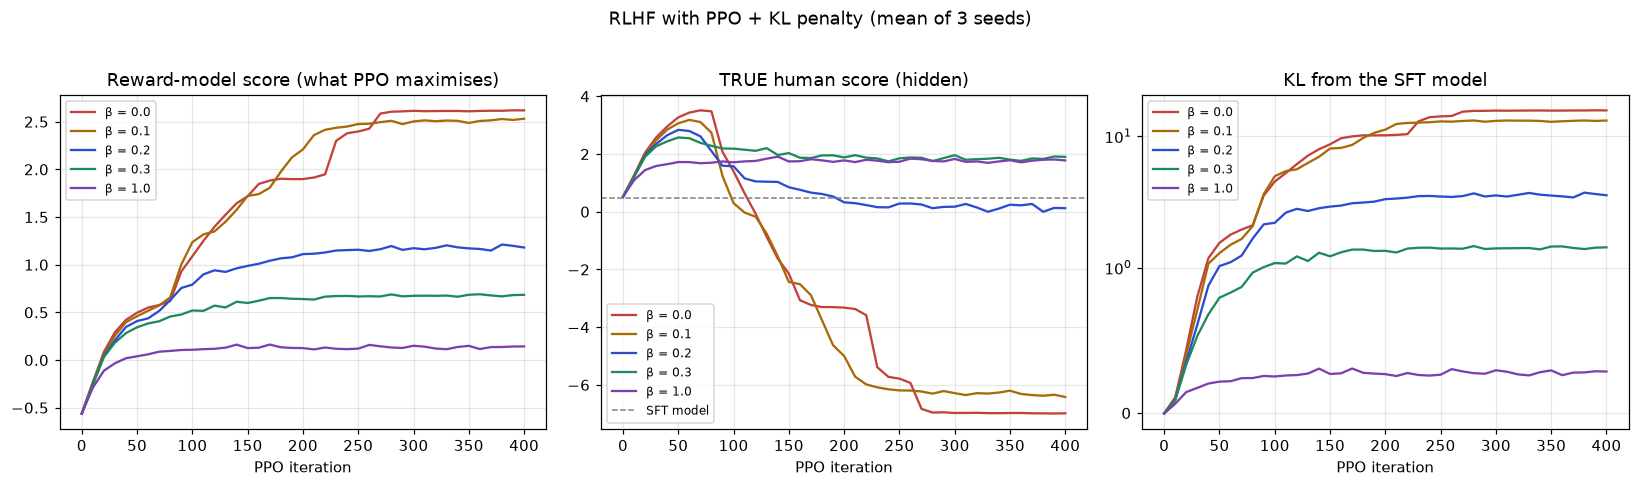 RLHF with PPO + KL penalty (mean of 3 seeds)
Reward-model score (what PPO maximises)
β = 0.0
β = 0.1
β = 0.2
β = 0.3
β = 1.0
2.5
2.0
1.5
1.0
0.5
0.0
−0.5
0 50 100 150 200 250 300 350 400
PPO iteration
TRUE human score (hidden)
4
2
0
−2
−4
−6
β = 0.0
β = 0.1
β = 0.2
β = 0.3
β = 1.0
SFT model
0 50 100 150 200 250 300 350 400
PPO iteration
KL from the SFT model
β = 0.0
β = 0.1
β = 0.2
β = 0.3
β = 1.0
10¹
10⁰
0
0 50 100 150 200 250 300 350 400
PPO iteration